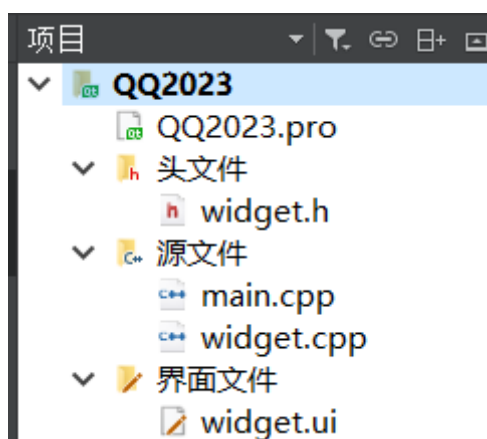 项目
QQ2023
QQ2023.pro
头文件
widget.h
源文件
main.cpp
widget.cpp
界面文件
widget.ui